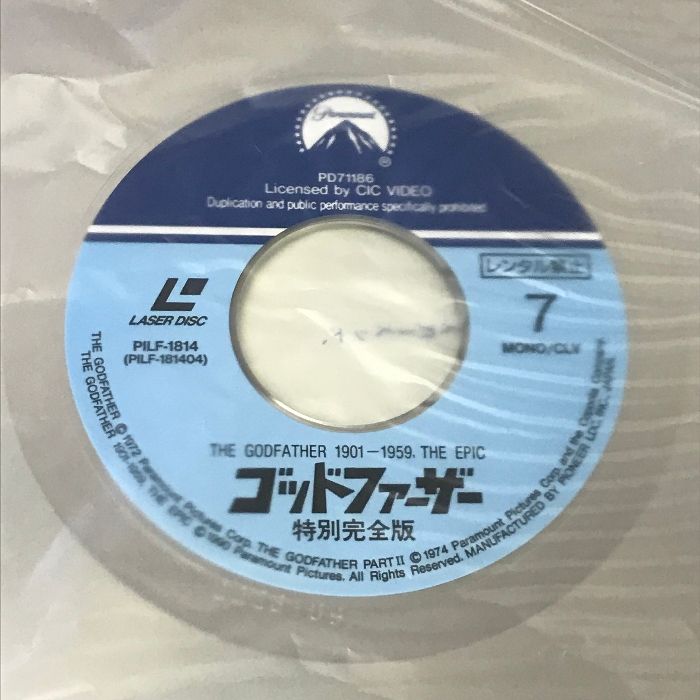 Paramount
®
PD71186
Licensed by CIC VIDEO
Duplication and public performance specifically prohibited
レンタル禁止
LASER DISC
PILF-1814
(PILF-181404)
7
MONO/CLV
THE GODFATHER 1901–1959, THE EPIC
ゴッドファーザー
特別完全版
THE GODFATHER © 1972 Paramount Pictures Corp. THE GODFATHER PART II © 1974 Paramount Pictures Corp. and the Coppola Company.
THE GODFATHER 1901-1959, THE EPIC © 1990 Paramount Pictures. All Rights Reserved. MANUFACTURED BY PIONEER LDC, INC., JAPAN